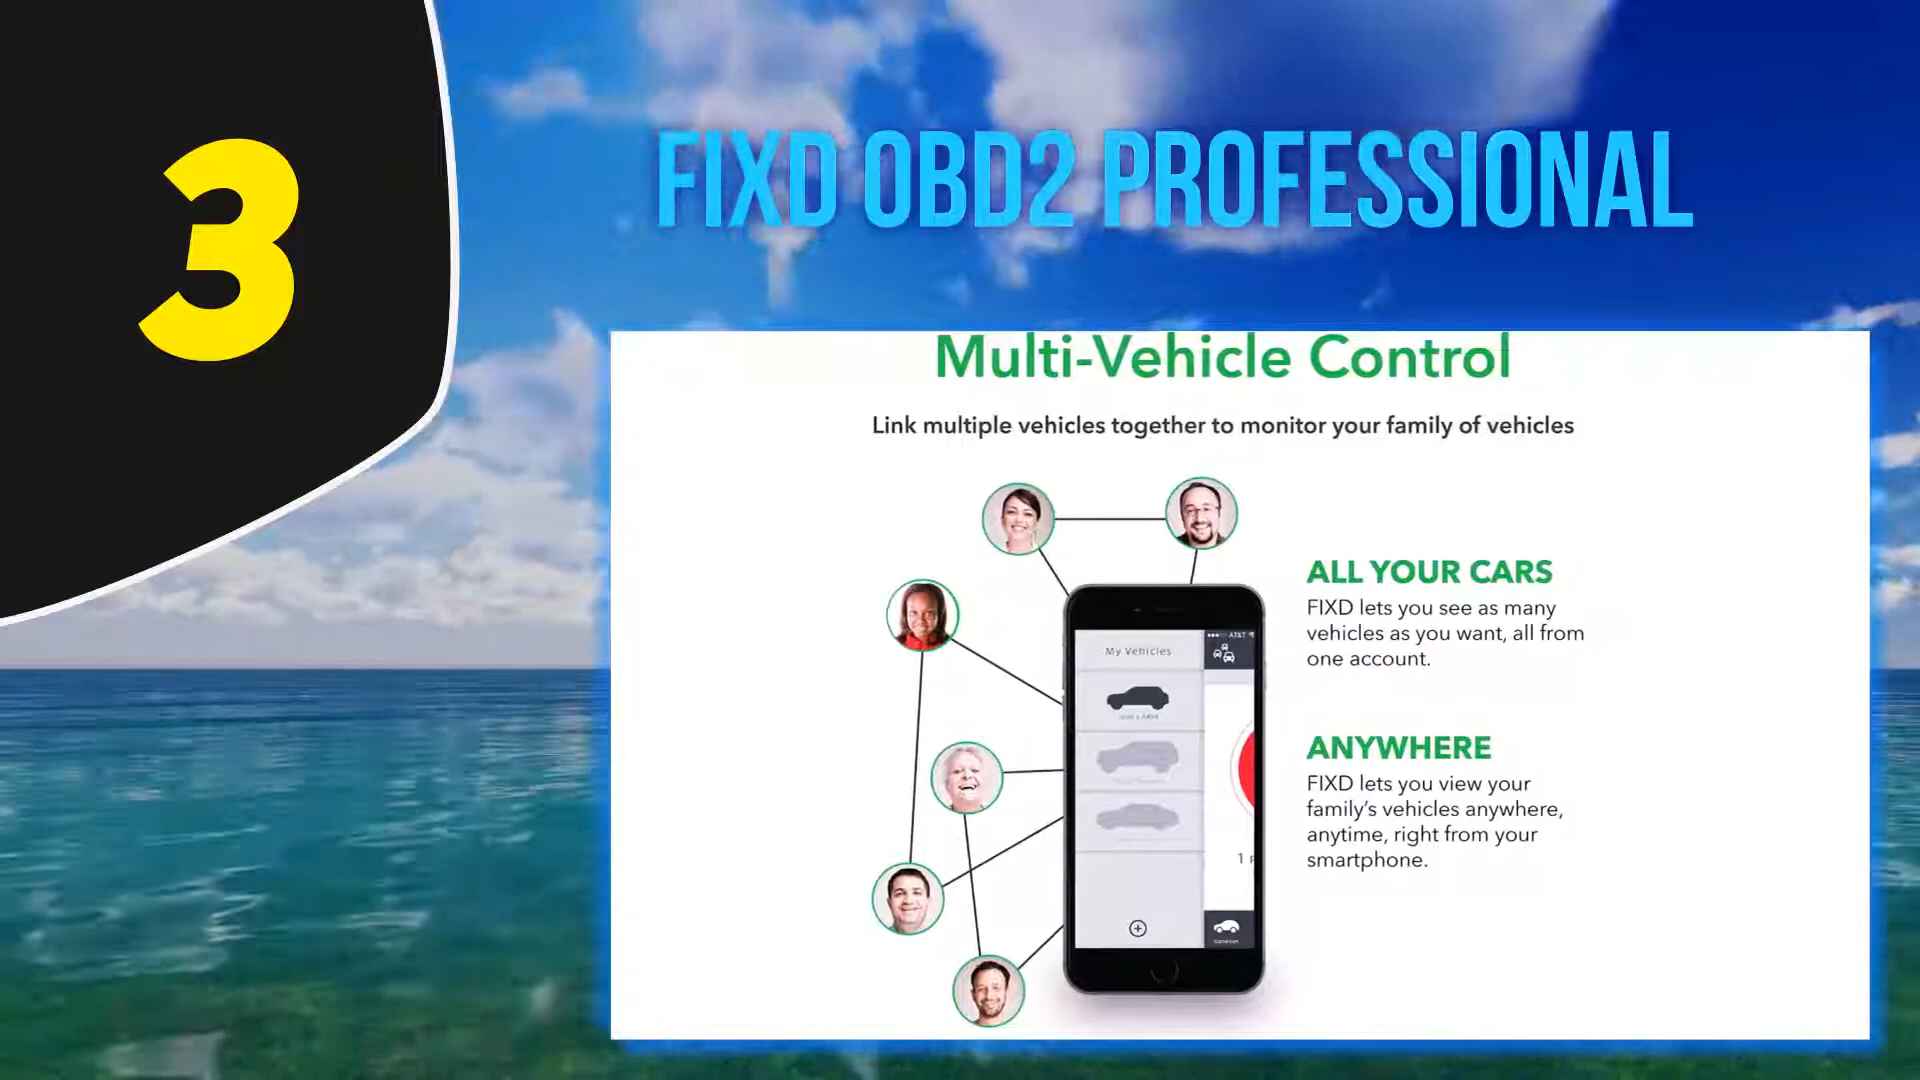 3
FIXD OBD2 PROFESSIONAL
Multi-Vehicle Control
Link multiple vehicles together to monitor your family of vehicles
ALL YOUR CARS
FIXD lets you see as many
vehicles as you want, all from
one account.
AT&T
My Vehicles
ANYWHERE
FIXD lets you view your
family's vehicles anywhere,
anytime, right from your
smartphone.
1